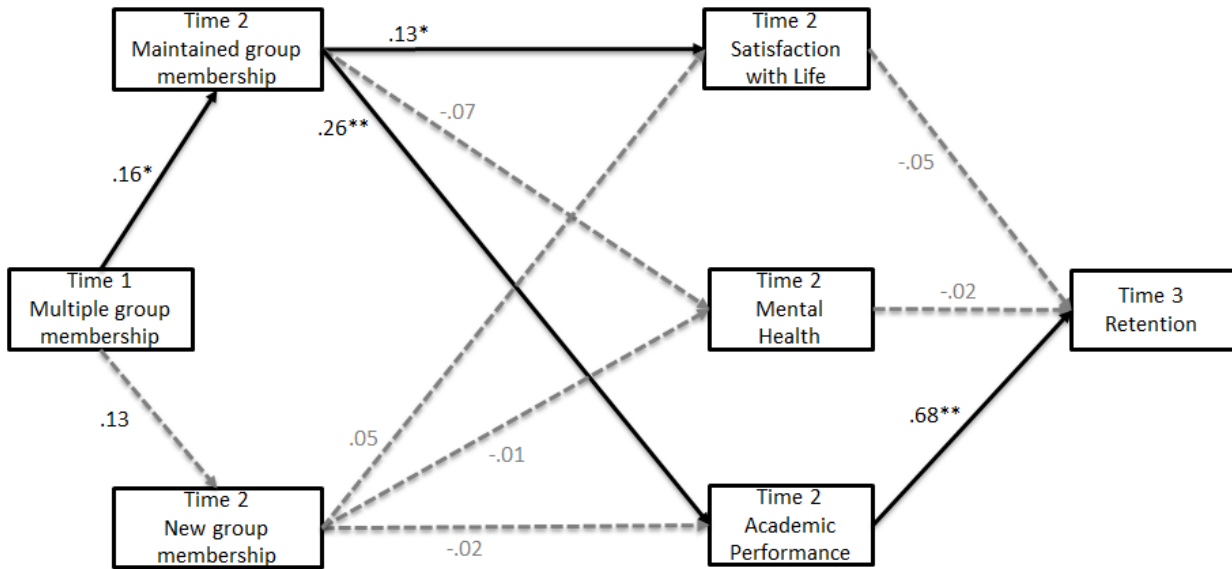 Time 2
Maintained group
membership
.13*
Time 2
Satisfaction
with Life
-.07
.26**
-.05
.16*
Time 1
Multiple group
membership
Time 2
Mental
Health
-.02
Time 3
Retention
.13
.05
-.01
.68**
Time 2
New group
membership
-.02
Time 2
Academic
Performance